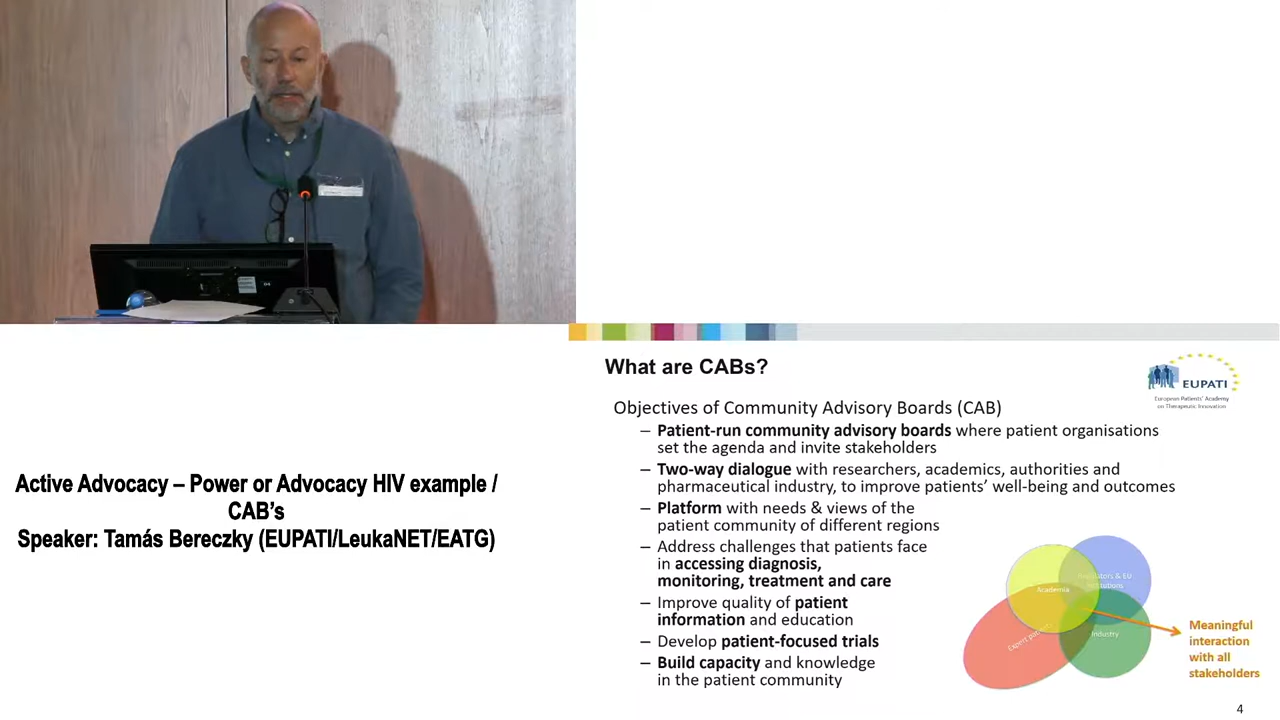 What are CABs?
EUPATI
European Patients' Academy
on Therapeutic Innovation
Objectives of Community Advisory Boards (CAB)
– Patient-run community advisory boards where patient organisations
set the agenda and invite stakeholders
– Two-way dialogue with researchers, academics, authorities and
pharmaceutical industry, to improve patients' well-being and outcomes
– Platform with needs & views of the
patient community of different regions
– Address challenges that patients face
in accessing diagnosis,
monitoring, treatment and care
– Improve quality of patient
information and education
– Develop patient-focused trials
– Build capacity and knowledge
in the patient community
& EU
Academia
Industry
Expert
Meaningful
interaction
with all
stakeholders
4
Active Advocacy – Power or Advocacy HIV example /
CAB's
Speaker: Tamás Bereczky (EUPATI/LeukaNET/EATG)